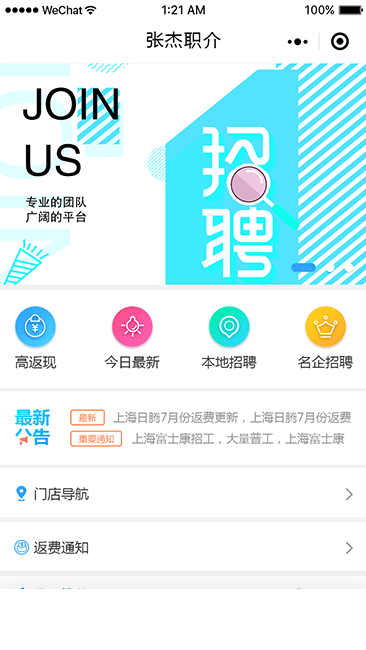 WeChat 1:21 AM 100%
张杰职介
JOIN
US
招
聘
专业的团队
广阔的平台
高返现 今日最新 本地招聘 名企招聘
最新
公告
最新 上海日腾7月份返费更新，上海日腾7月份返费
重要通知 上海富士康招工，大量普工，上海富士康
门店导航
返费通知